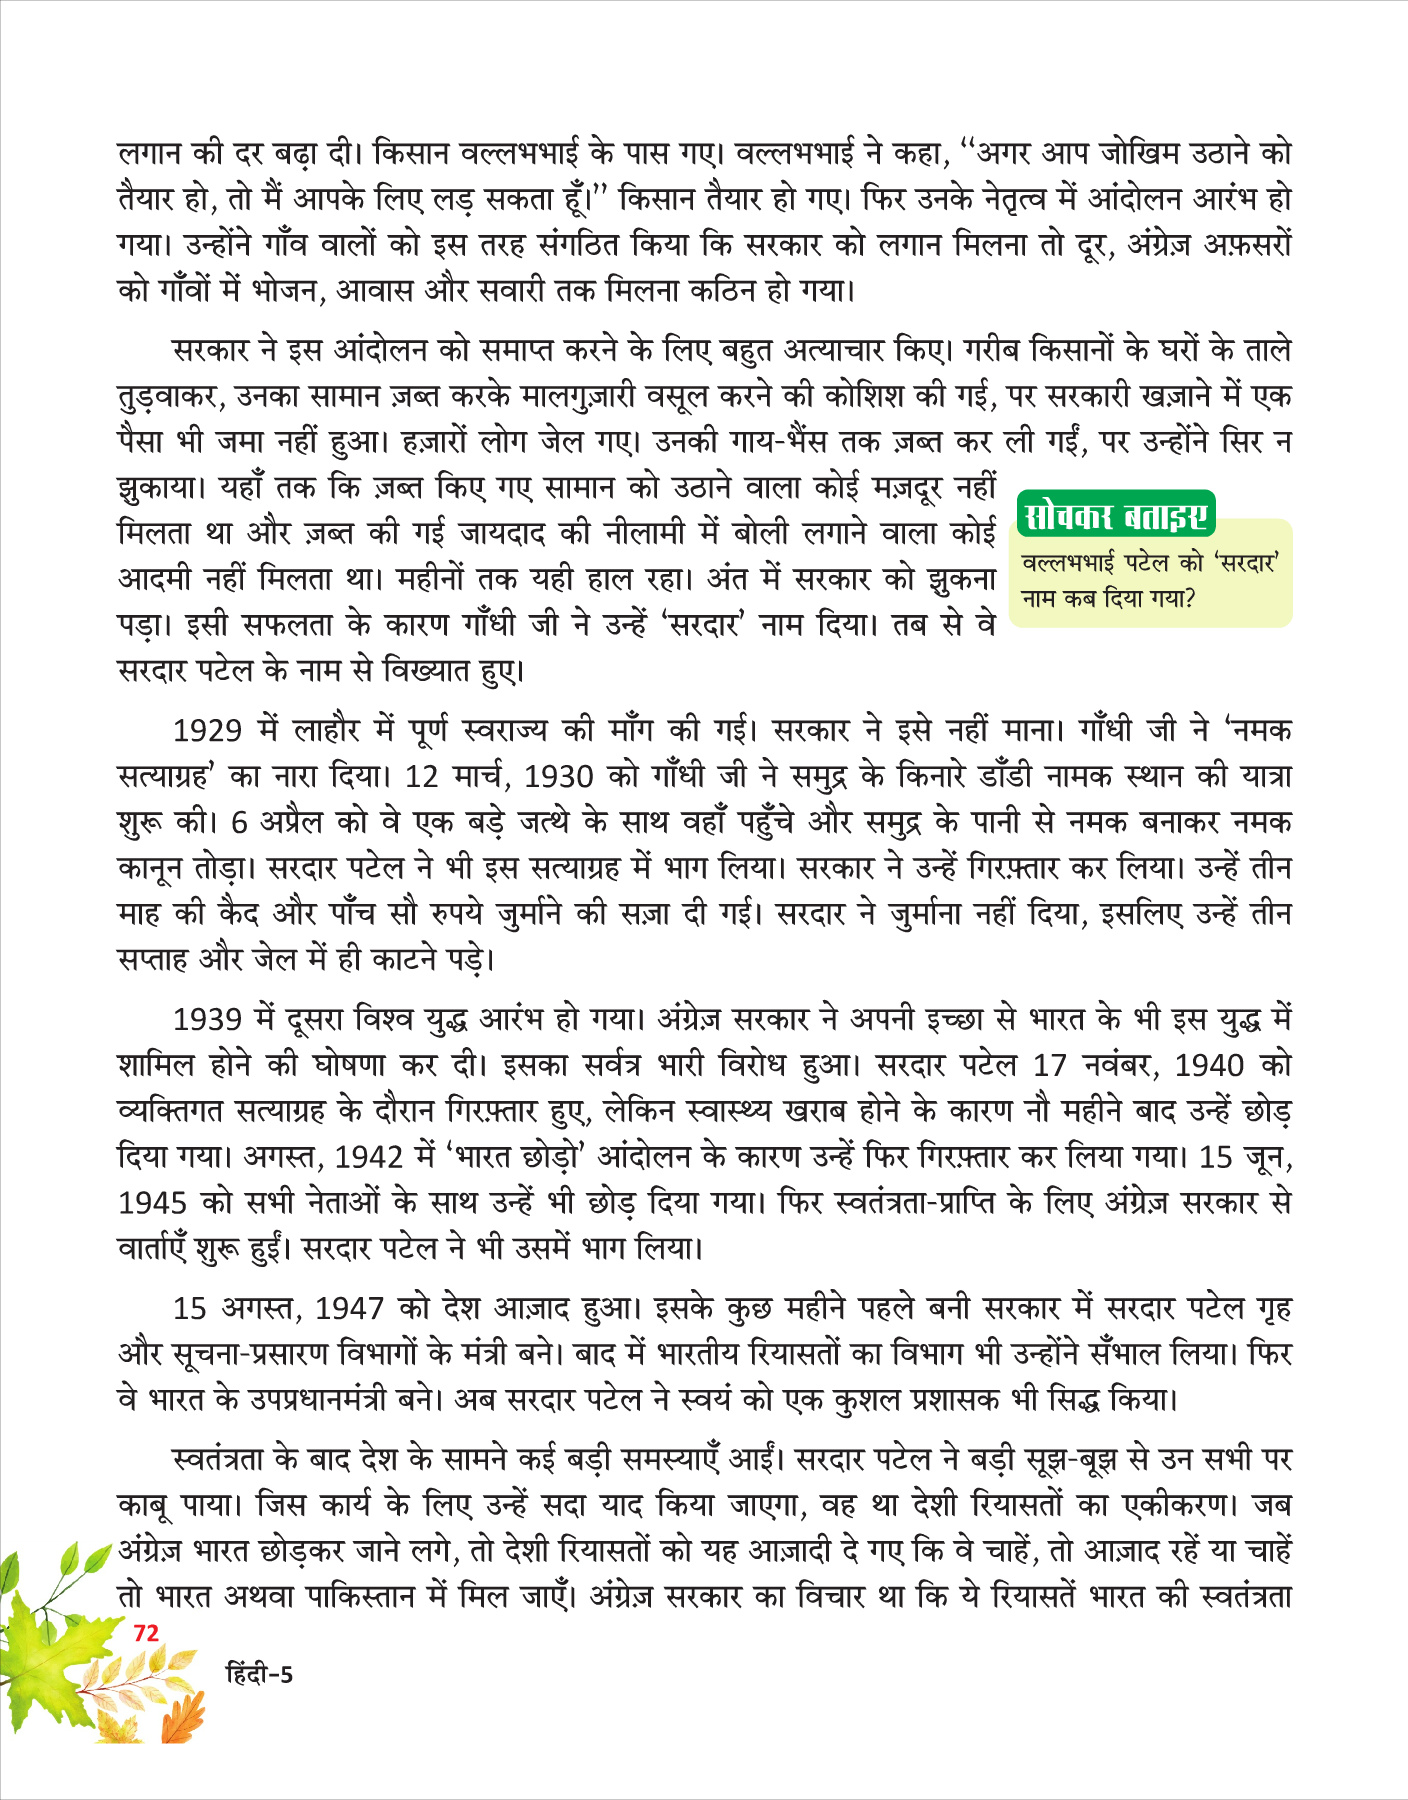 लगान की दर बढ़ा दी। किसान वल्लभभाई के पास गए। वल्लभभाई ने कहा, ‘‘अगर आप जोखिम उठाने को
तैयार हो, तो मैं आपके लिए लड़ सकता हूँ।’’ किसान तैयार हो गए। फिर उनके नेतृत्व में आंदोलन आरंभ हो
गया। उन्होंने गाँव वालों को इस तरह संगठित किया कि सरकार को लगान मिलना तो दूर, अंग्रेज़ अफ़सरों
को गाँवों में भोजन, आवास और सवारी तक मिलना कठिन हो गया।
सरकार ने इस आंदोलन को समाप्त करने के लिए बहुत अत्याचार किए। गरीब किसानों के घरों के ताले
तुड़वाकर, उनका सामान ज़ब्त करके मालगुज़ारी वसूल करने की कोशिश की गई, पर सरकारी खज़ाने में एक
पैसा भी जमा नहीं हुआ। हज़ारों लोग जेल गए। उनकी गाय-भैंस तक ज़ब्त कर ली गईं, पर उन्होंने सिर न
झुकाया। यहाँ तक कि ज़ब्त किए गए सामान को उठाने वाला कोई मज़दूर नहीं
मिलता था और ज़ब्त की गई जायदाद की नीलामी में बोली लगाने वाला कोई
आदमी नहीं मिलता था। महीनों तक यही हाल रहा। अंत में सरकार को झुकना
पड़ा। इसी सफलता के कारण गाँधी जी ने उन्हें ‘सरदार’ नाम दिया। तब से वे
सरदार पटेल के नाम से विख्यात हुए।
सोचकर बताइए
वल्लभभाई पटेल को ‘सरदार’
नाम कब दिया गया?
1929 में लाहौर में पूर्ण स्वराज्य की माँग की गई। सरकार ने इसे नहीं माना। गाँधी जी ने ‘नमक
सत्याग्रह’ का नारा दिया। 12 मार्च, 1930 को गाँधी जी ने समुद्र के किनारे डाँडी नामक स्थान की यात्रा
शुरू की। 6 अप्रैल को वे एक बड़े जत्थे के साथ वहाँ पहुँचे और समुद्र के पानी से नमक बनाकर नमक
कानून तोड़ा। सरदार पटेल ने भी इस सत्याग्रह में भाग लिया। सरकार ने उन्हें गिरफ़्तार कर लिया। उन्हें तीन
माह की कैद और पाँच सौ रुपये जुर्माने की सज़ा दी गई। सरदार ने जुर्माना नहीं दिया, इसलिए उन्हें तीन
सप्ताह और जेल में ही काटने पड़े।
1939 में दूसरा विश्व युद्ध आरंभ हो गया। अंग्रेज़ सरकार ने अपनी इच्छा से भारत के भी इस युद्ध में
शामिल होने की घोषणा कर दी। इसका सर्वत्र भारी विरोध हुआ। सरदार पटेल 17 नवंबर, 1940 को
व्यक्तिगत सत्याग्रह के दौरान गिरफ़्तार हुए, लेकिन स्वास्थ्य खराब होने के कारण नौ महीने बाद उन्हें छोड़
दिया गया। अगस्त, 1942 में ‘भारत छोड़ो’ आंदोलन के कारण उन्हें फिर गिरफ़्तार कर लिया गया। 15 जून,
1945 को सभी नेताओं के साथ उन्हें भी छोड़ दिया गया। फिर स्वतंत्रता-प्राप्ति के लिए अंग्रेज़ सरकार से
वार्ताएँ शुरू हुईं। सरदार पटेल ने भी उसमें भाग लिया।
15 अगस्त, 1947 को देश आज़ाद हुआ। इसके कुछ महीने पहले बनी सरकार में सरदार पटेल गृह
और सूचना-प्रसारण विभागों के मंत्री बने। बाद में भारतीय रियासतों का विभाग भी उन्होंने सँभाल लिया। फिर
वे भारत के उपप्रधानमंत्री बने। अब सरदार पटेल ने स्वयं को एक कुशल प्रशासक भी सिद्ध किया।
स्वतंत्रता के बाद देश के सामने कई बड़ी समस्याएँ आईं। सरदार पटेल ने बड़ी सूझ-बूझ से उन सभी पर
काबू पाया। जिस कार्य के लिए उन्हें सदा याद किया जाएगा, वह था देशी रियासतों का एकीकरण। जब
अंग्रेज़ भारत छोड़कर जाने लगे, तो देशी रियासतों को यह आज़ादी दे गए कि वे चाहें, तो आज़ाद रहें या चाहें
तो भारत अथवा पाकिस्तान में मिल जाएँ। अंग्रेज़ सरकार का विचार था कि ये रियासतें भारत की स्वतंत्रता
72
हिंदी-5